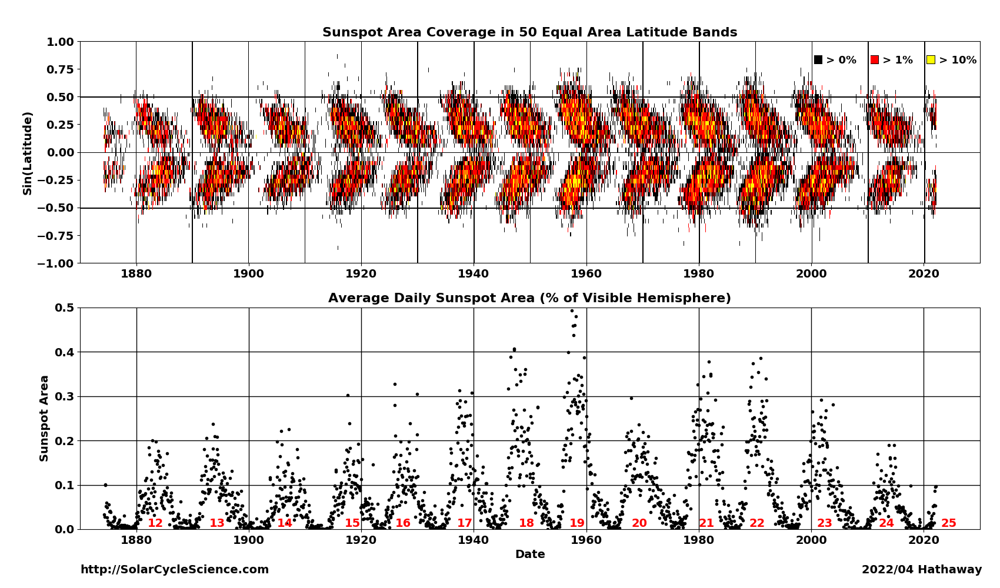 Sunspot Area Coverage in 50 Equal Area Latitude Bands
1.00
> 0% > 1% > 10%
0.75
0.50
0.25
0.00
−0.25
−0.50
−0.75
−1.00
Sin(Latitude)
1880 1900 1920 1940 1960 1980 2000 2020
Average Daily Sunspot Area (% of Visible Hemisphere)
0.5
0.4
0.3
0.2
0.1
0.0
Sunspot Area
12 13 14 15 16 17 18 19 20 21 22 23 24 25
1880 1900 1920 1940 1960 1980 2000 2020
Date
http://SolarCycleScience.com 2022/04 Hathaway